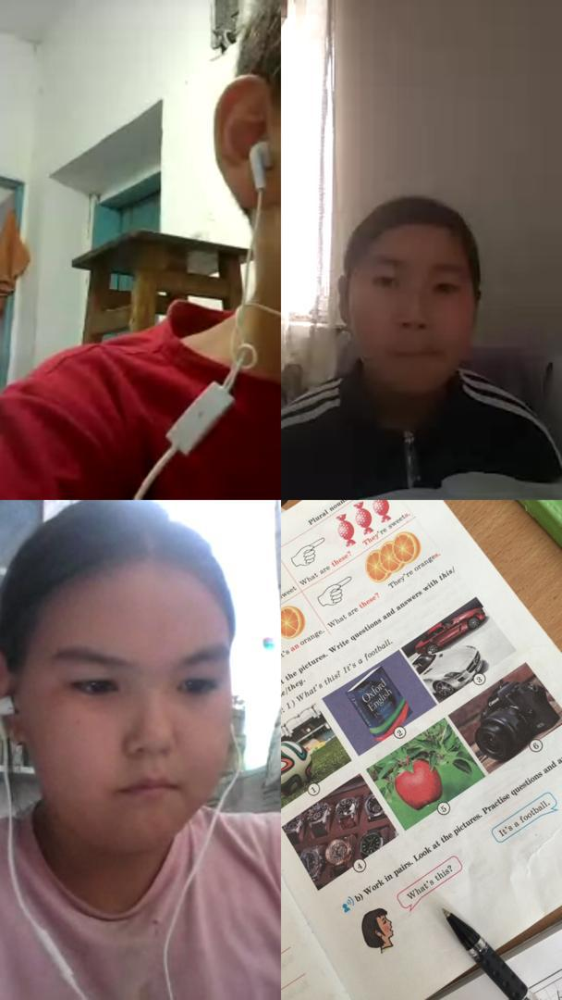 Plural noun
What are these? They're sweets.
sweet
What are these? They're oranges.
's an orange.
the pictures. Write questions and answers with this/
e/they.
1) What's this? It's a football.
Oxford
English
1
2
3
4
5
6
b) Work in pairs. Look at the pictures. Practise questions and a
What's this?
It's a football.